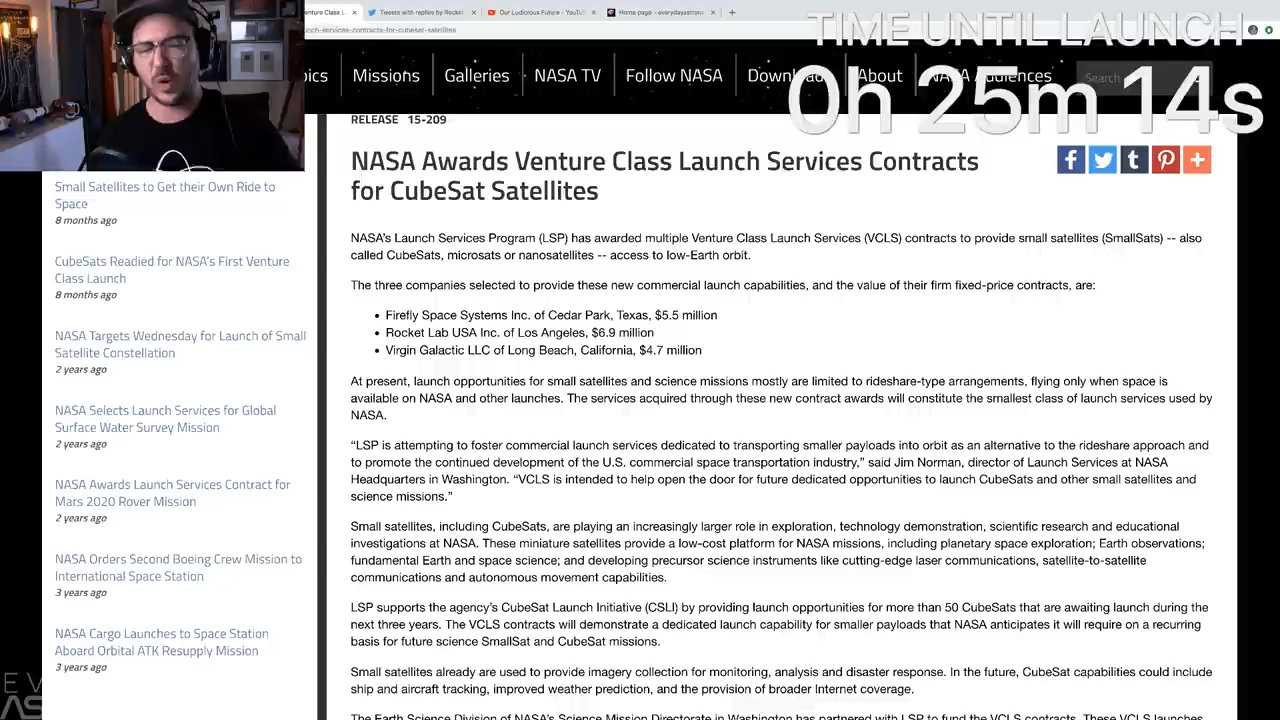 enture Class L
Tweets with replies by Rocket
Our Ludicrous Future - YouTu
Home page - everydayastro
nch-services-contracts-for-cubesat-satellites
TIME UNTIL LAUNCH
0h 25m 14s
pics
Missions
Galleries
NASA TV
Follow NASA
Downloads
About
NASA Audiences
Search
RELEASE 15-209
NASA Awards Venture Class Launch Services Contracts
for CubeSat Satellites
Small Satellites to Get their Own Ride to
Space
8 months ago
CubeSats Readied for NASA's First Venture
Class Launch
8 months ago
NASA Targets Wednesday for Launch of Small
Satellite Constellation
2 years ago
NASA Selects Launch Services for Global
Surface Water Survey Mission
2 years ago
NASA Awards Launch Services Contract for
Mars 2020 Rover Mission
2 years ago
NASA Orders Second Boeing Crew Mission to
International Space Station
3 years ago
NASA Cargo Launches to Space Station
Aboard Orbital ATK Resupply Mission
3 years ago
NASA's Launch Services Program (LSP) has awarded multiple Venture Class Launch Services (VCLS) contracts to provide small satellites (SmallSats) -- also
called CubeSats, microsats or nanosatellites -- access to low-Earth orbit.
The three companies selected to provide these new commercial launch capabilities, and the value of their firm fixed-price contracts, are:
• Firefly Space Systems Inc. of Cedar Park, Texas, $5.5 million
• Rocket Lab USA Inc. of Los Angeles, $6.9 million
• Virgin Galactic LLC of Long Beach, California, $4.7 million
At present, launch opportunities for small satellites and science missions mostly are limited to rideshare-type arrangements, flying only when space is
available on NASA and other launches. The services acquired through these new contract awards will constitute the smallest class of launch services used by
NASA.
“LSP is attempting to foster commercial launch services dedicated to transporting smaller payloads into orbit as an alternative to the rideshare approach and
to promote the continued development of the U.S. commercial space transportation industry,” said Jim Norman, director of Launch Services at NASA
Headquarters in Washington. “VCLS is intended to help open the door for future dedicated opportunities to launch CubeSats and other small satellites and
science missions.”
Small satellites, including CubeSats, are playing an increasingly larger role in exploration, technology demonstration, scientific research and educational
investigations at NASA. These miniature satellites provide a low-cost platform for NASA missions, including planetary space exploration; Earth observations;
fundamental Earth and space science; and developing precursor science instruments like cutting-edge laser communications, satellite-to-satellite
communications and autonomous movement capabilities.
LSP supports the agency's CubeSat Launch Initiative (CSLI) by providing launch opportunities for more than 50 CubeSats that are awaiting launch during the
next three years. The VCLS contracts will demonstrate a dedicated launch capability for smaller payloads that NASA anticipates it will require on a recurring
basis for future science SmallSat and CubeSat missions.
Small satellites already are used to provide imagery collection for monitoring, analysis and disaster response. In the future, CubeSat capabilities could include
ship and aircraft tracking, improved weather prediction, and the provision of broader Internet coverage.
The Earth Science Division of NASA's Science Mission Directorate in Washington has partnered with LSP to fund the VCLS contracts. These VCLS launches
EV
AS